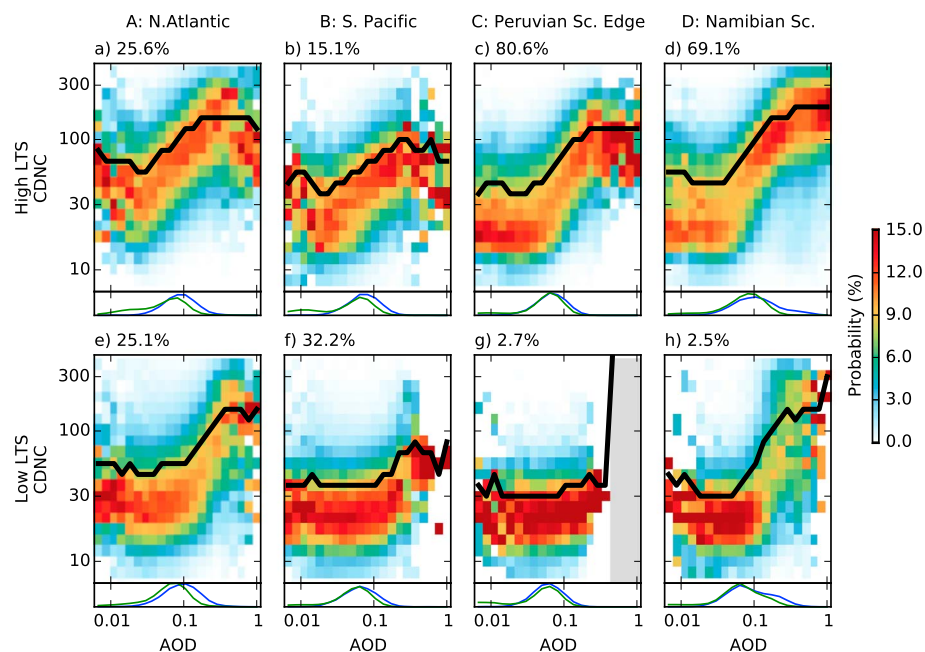 A: N.Atlantic B: S. Pacific C: Peruvian Sc. Edge D: Namibian Sc.
a) 25.6% b) 15.1% c) 80.6% d) 69.1%
High LTS
CDNC
300
100
30
10
e) 25.1% f) 32.2% g) 2.7% h) 2.5%
Low LTS
CDNC
300
100
30
10
0.01 0.1 1 0.01 0.1 1 0.01 0.1 1 0.01 0.1 1
AOD AOD AOD AOD
Probability (%)
15.0
12.0
9.0
6.0
3.0
0.0